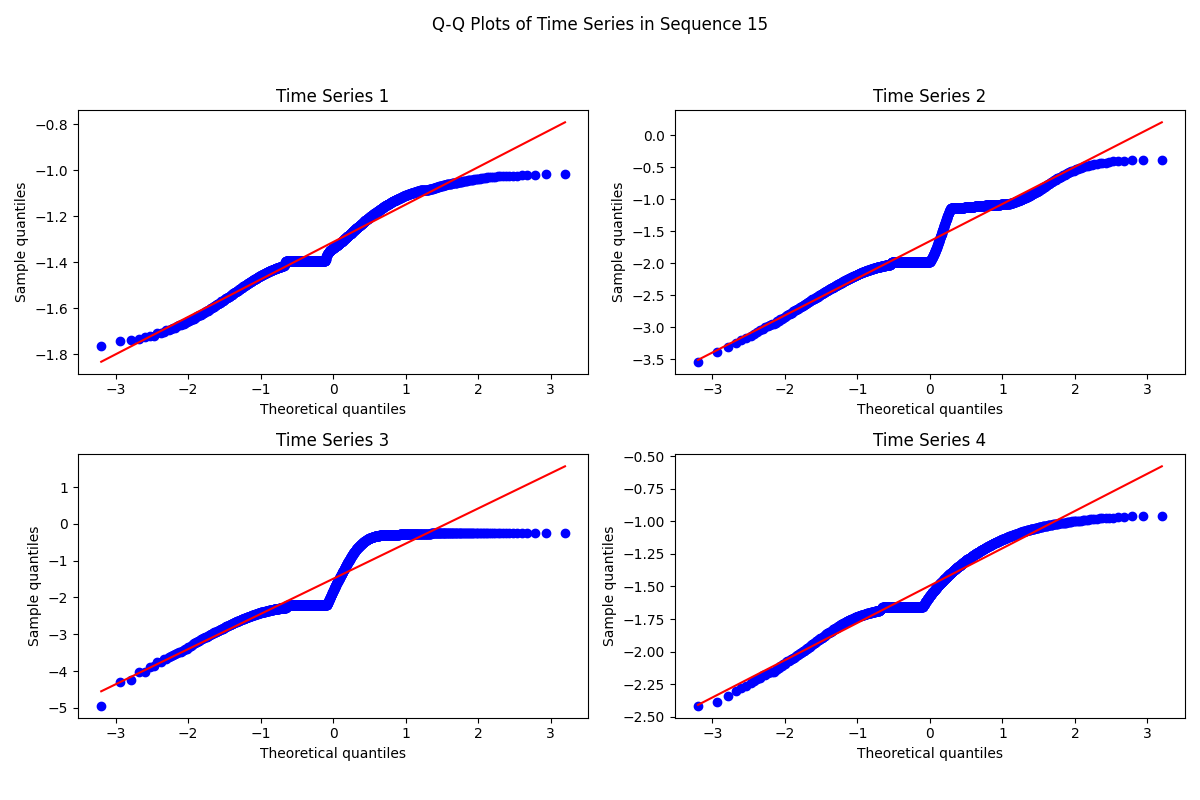 Q-Q Plots of Time Series in Sequence 15
Time Series 1
Sample quantiles
−0.8
−1.0
−1.2
−1.4
−1.6
−1.8
−3 −2 −1 0 1 2 3
Theoretical quantiles
Time Series 2
Sample quantiles
0.0
−0.5
−1.0
−1.5
−2.0
−2.5
−3.0
−3.5
−3 −2 −1 0 1 2 3
Theoretical quantiles
Time Series 3
Sample quantiles
1
0
−1
−2
−3
−4
−5
−3 −2 −1 0 1 2 3
Theoretical quantiles
Time Series 4
Sample quantiles
−0.50
−0.75
−1.00
−1.25
−1.50
−1.75
−2.00
−2.25
−2.50
−3 −2 −1 0 1 2 3
Theoretical quantiles